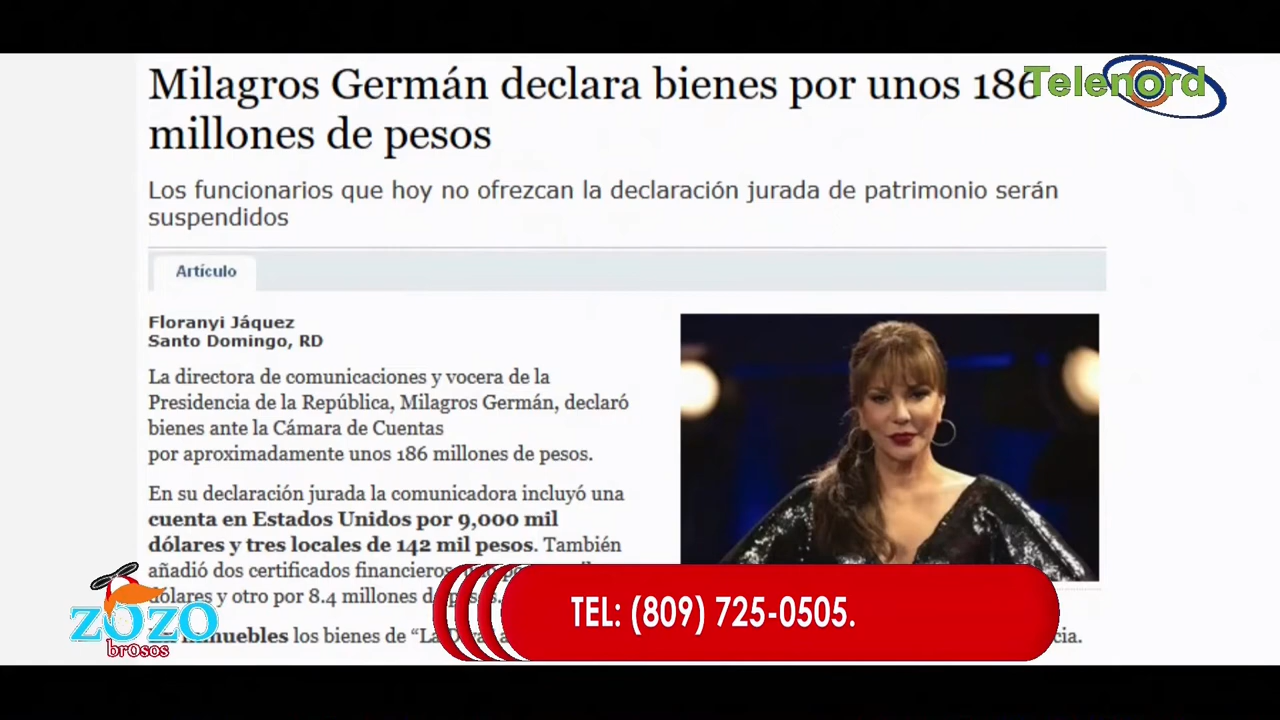 Milagros Germán declara bienes por unos 186
Telenord
millones de pesos
Los funcionarios que hoy no ofrezcan la declaración jurada de patrimonio serán
suspendidos
Artículo
Floranyi Jáquez
Santo Domingo, RD
La directora de comunicaciones y vocera de la
Presidencia de la República, Milagros Germán, declaró
bienes ante la Cámara de Cuentas
por aproximadamente unos 186 millones de pesos.
En su declaración jurada la comunicadora incluyó una
cuenta en Estados Unidos por 9,000 mil
dólares y tres locales de 142 mil pesos. También
añadió dos certificados financieros
dólares y otro por 8.4 millones
los bienes de
ZOZO
brosos
TEL: (809) 725-0505.